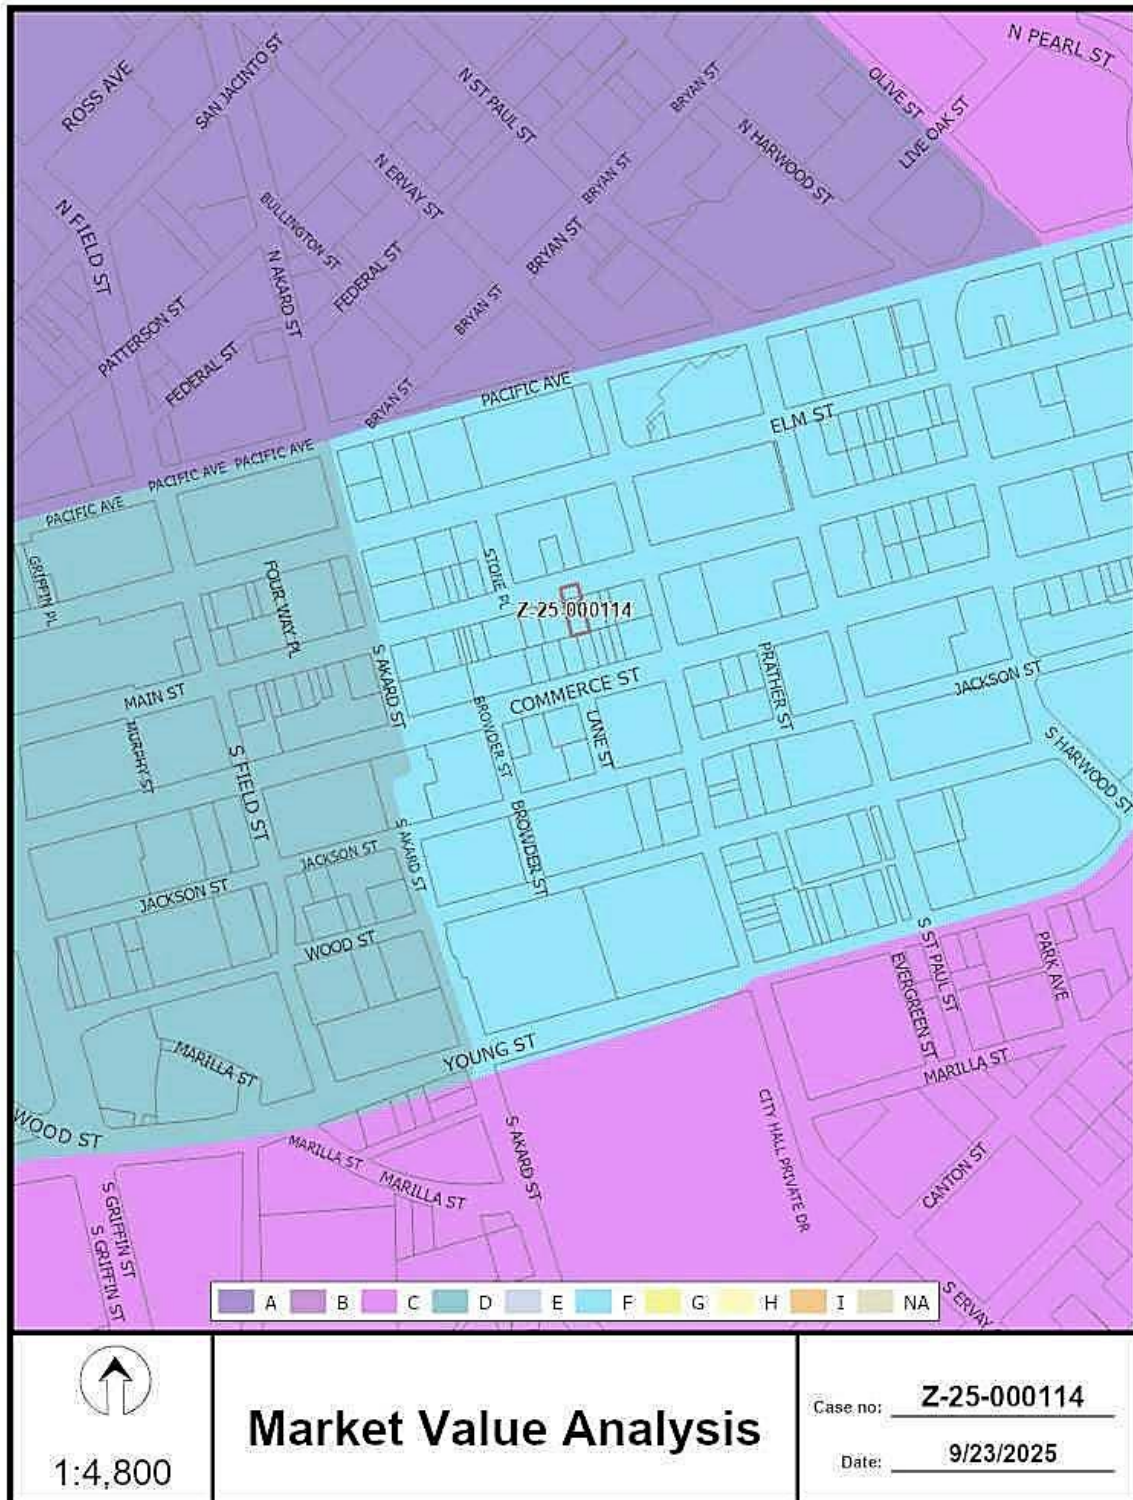 N PEARL ST
ROSS AVE
SAN JACINTO ST
N ST PAUL ST
BRYAN ST
OLIVE ST
LIVE OAK ST
N HARWOOD ST
N ERVAY ST
BRYAN ST
N FIELD ST
BULLINGTON ST
N AKARD ST
FEDERAL ST
BRYAN ST
BRYAN ST
PATTERSON ST
FEDERAL ST
BRYAN ST
PACIFIC AVE
ELM ST
PACIFIC AVE
PACIFIC AVE
PACIFIC AVE
GRIFFIN PL
FOUR WAY PL
STONE PL
Z-25-000114
MAIN ST
S AKARD ST
COMMERCE ST
PRATHER ST
JACKSON ST
MURPHY ST
S FIELD ST
BROWDER ST
LANE ST
S HARWOOD ST
JACKSON ST
S AKARD ST
BROWDER ST
JACKSON ST
WOOD ST
S ST PAUL ST
EVERGREEN ST
PARK AVE
MARILLA ST
YOUNG ST
MARILLA ST
WOOD ST
MARILLA ST
MARILLA ST
S AKARD ST
CITY HALL PRIVATE DR
CANTON ST
S GRIFFIN ST
S GRIFFIN ST
S ERVAY
A B C D E F G H I NA
1:4,800
Market Value Analysis
Case no: Z-25-000114
Date: 9/23/2025